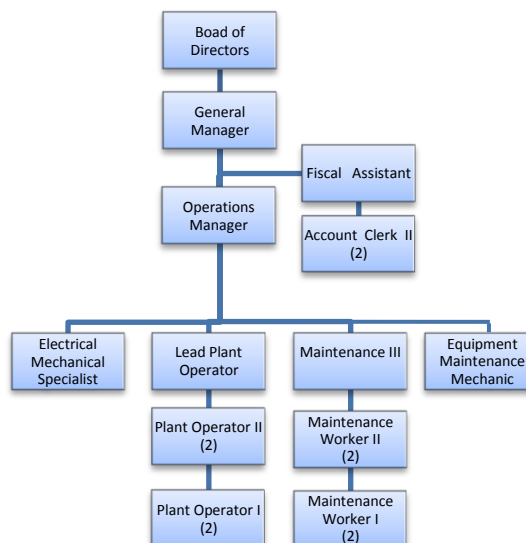 Boad of
Directors
General
Manager
Fiscal Assistant
Operations
Manager
Account Clerk II
(2)
Electrical
Mechanical
Specialist
Lead Plant
Operator
Maintenance III
Equipment
Maintenance
Mechanic
Plant Operator II
(2)
Maintenance
Worker II
(2)
Plant Operator I
(2)
Maintenance
Worker I
(2)